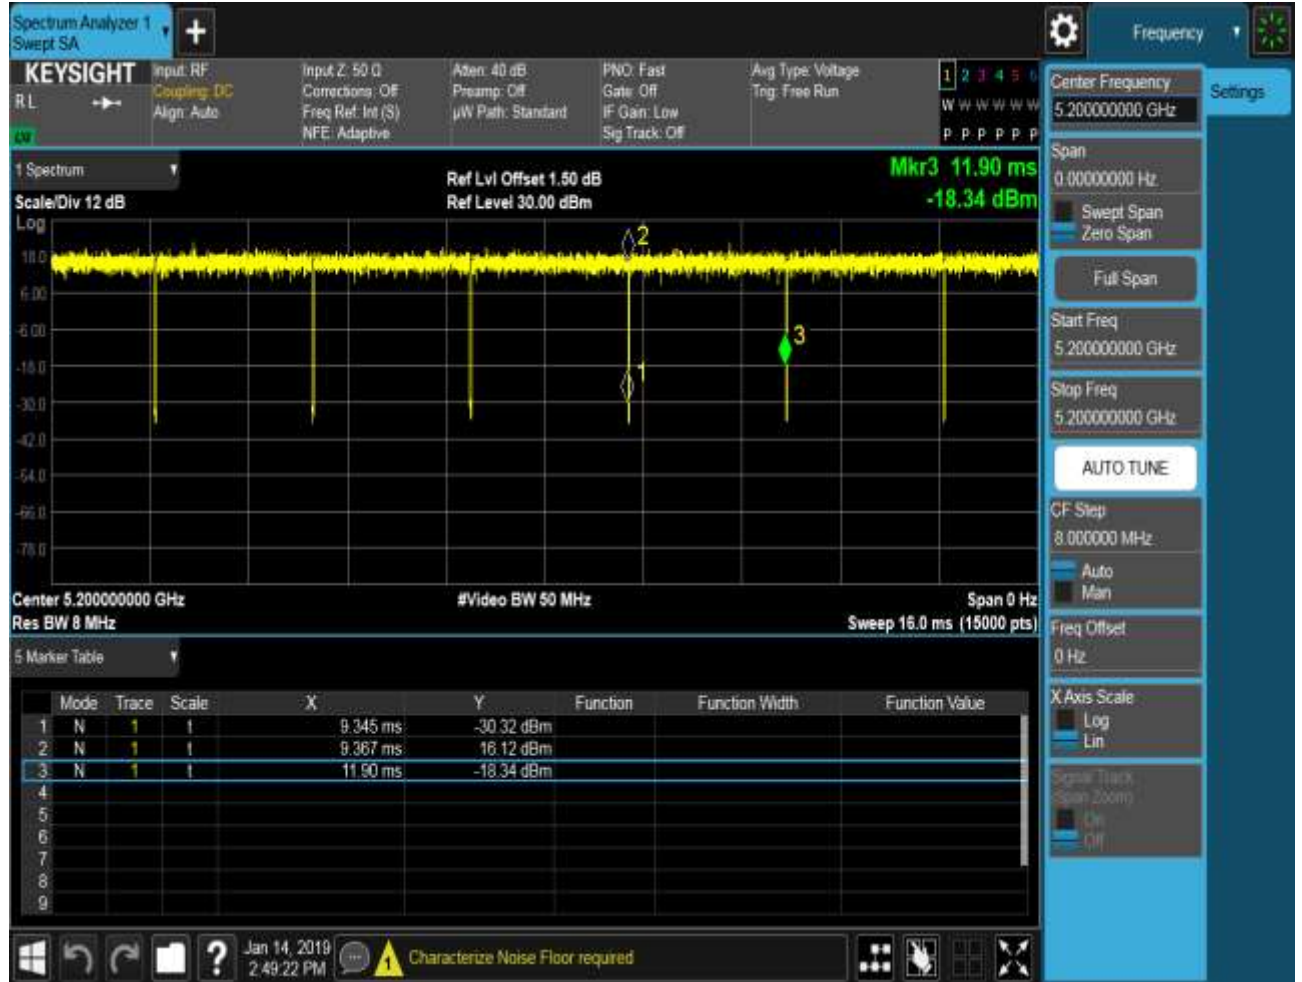 Spectrum Analyzer 1
Swept SA
Frequency
KEYSIGHT
RL
Input: RF
Coupling: DC
Align: Auto
Input Z: 50 Ω
Corrections: Off
Freq Ref: Int (S)
NFE: Adaptive
Atten: 40 dB
Preamp: Off
µW Path: Standard
PNO: Fast
Gate: Off
IF Gain: Low
Sig Track: Off
Avg Type: Voltage
Trig: Free Run
1 2 3 4 5 6
W W W W W W
P P P P P P
1 Spectrum
Scale/Div 12 dB
Ref Lvl Offset 1.50 dB
Ref Level 30.00 dBm
Mkr3 11.90 ms
-18.34 dBm
Log
18.0
6.00
-6.00
-18.0
-30.0
-42.0
-54.0
-66.0
-78.0
2
1
3
Center 5.200000000 GHz
#Video BW 50 MHz
Span 0 Hz
Res BW 8 MHz
Sweep 16.0 ms (15000 pts)
5 Marker Table
Mode Trace Scale X Y Function Function Width Function Value
1 N 1 t 9.345 ms -30.32 dBm
2 N 1 t 9.367 ms 16.12 dBm
3 N 1 t 11.90 ms -18.34 dBm
4
5
6
7
8
9
Center Frequency
5.200000000 GHz
Settings
Span
0.00000000 Hz
Swept Span
Zero Span
Full Span
Start Freq
5.200000000 GHz
Stop Freq
5.200000000 GHz
AUTO TUNE
CF Step
8.000000 MHz
Auto
Man
Freq Offset
0 Hz
X Axis Scale
Log
Lin
Signal Track
(Span Zoom)
On
Off
?
Jan 14, 2019
2:49:22 PM
1
Characterize Noise Floor required